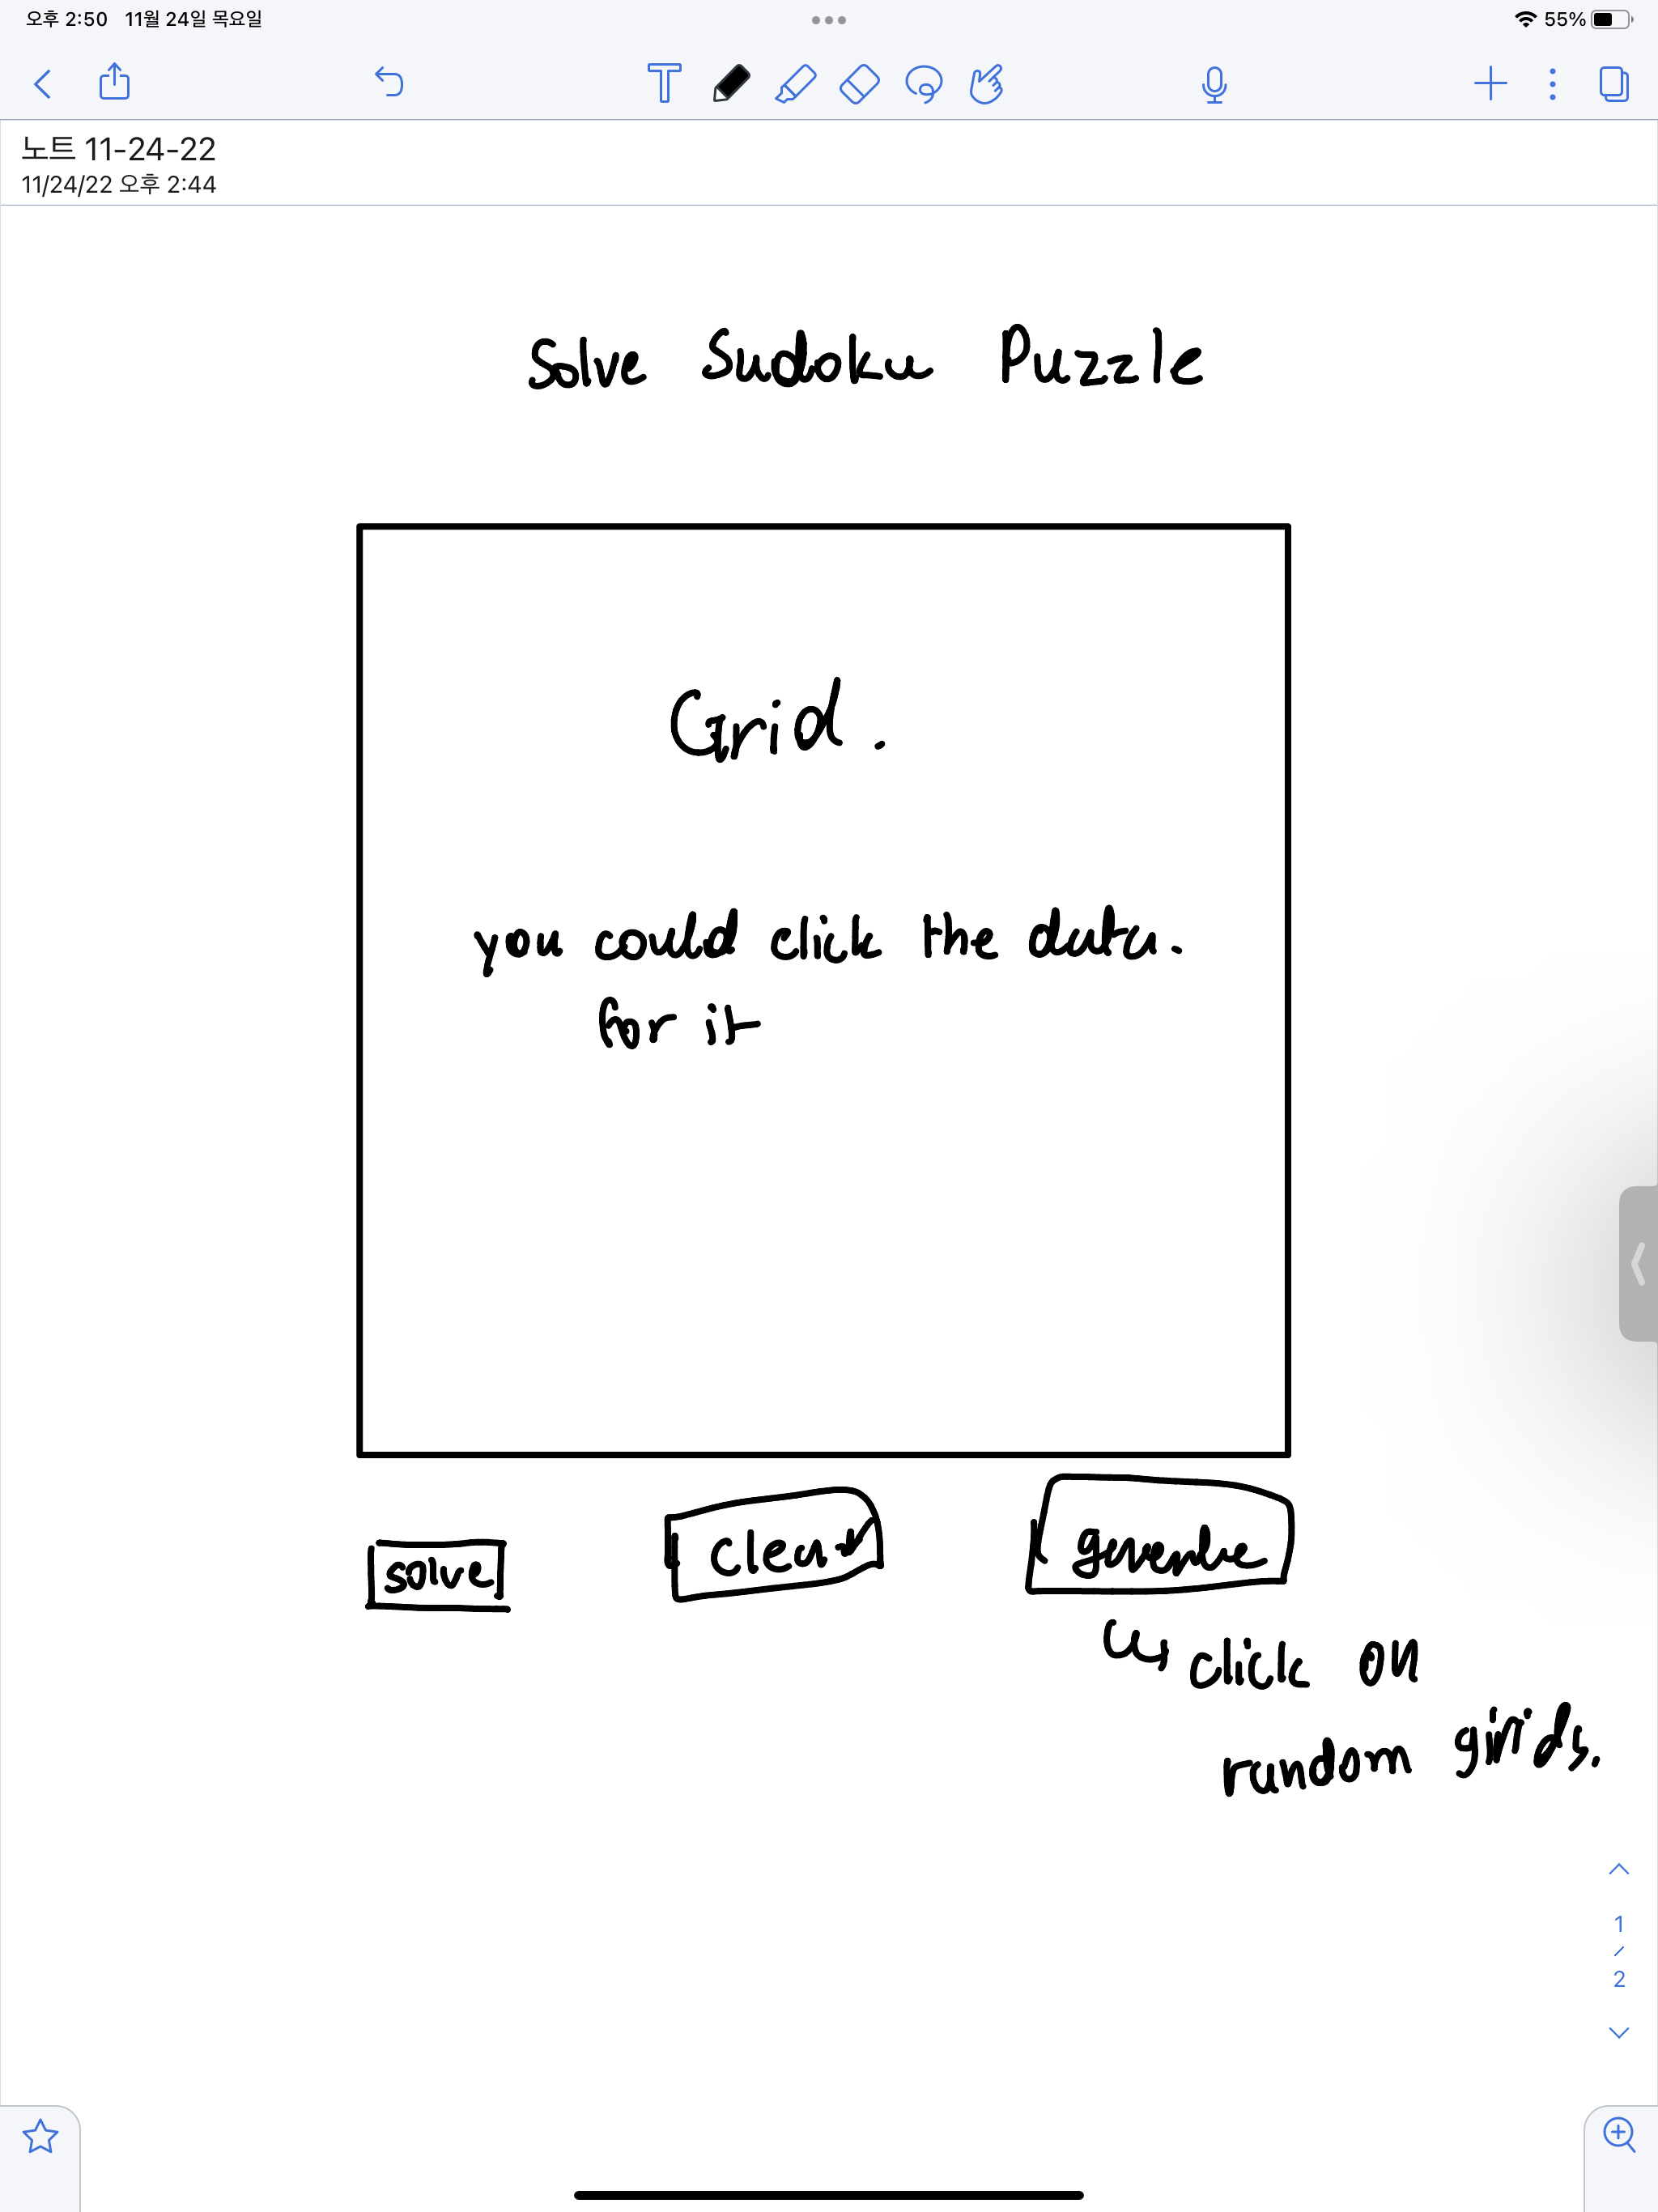 오후 2:50 11월 24일 목요일
55%
노트 11-24-22
11/24/22 오후 2:44
Solve Sudoku Puzzle
Grid.
you could click the data.
for it
solve
clear
click on
random
1
/
2